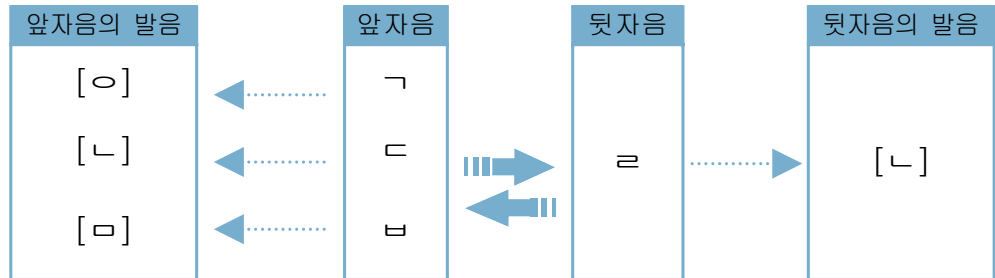 앞자음의 발음 앞자음 뒷자음 뒷자음의 발음
[ㅇ] ㄱ
[ㄴ] ㄷ ㄹ [ㄴ]
[ㅁ] ㅂ